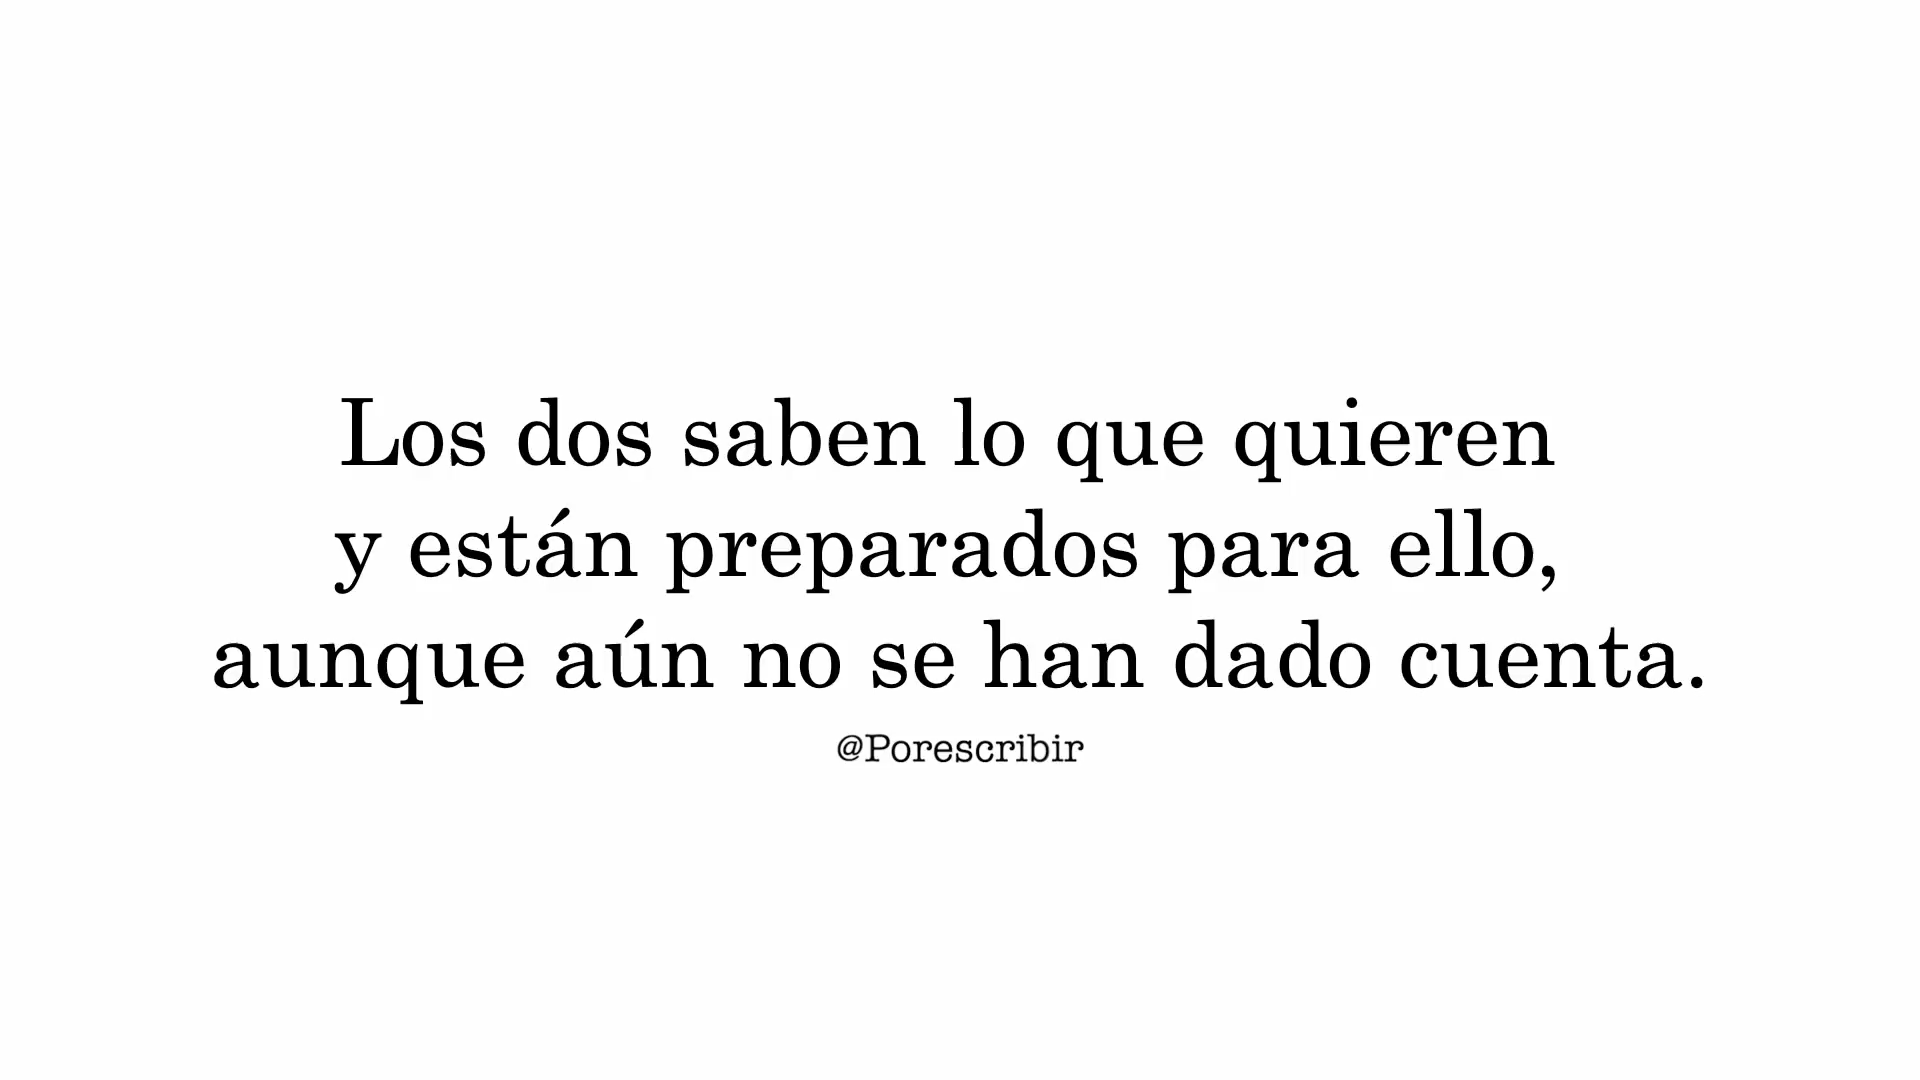 Los dos saben lo que quieren
y están preparados para ello,
aunque aún no se han dado cuenta.
@Porescribir